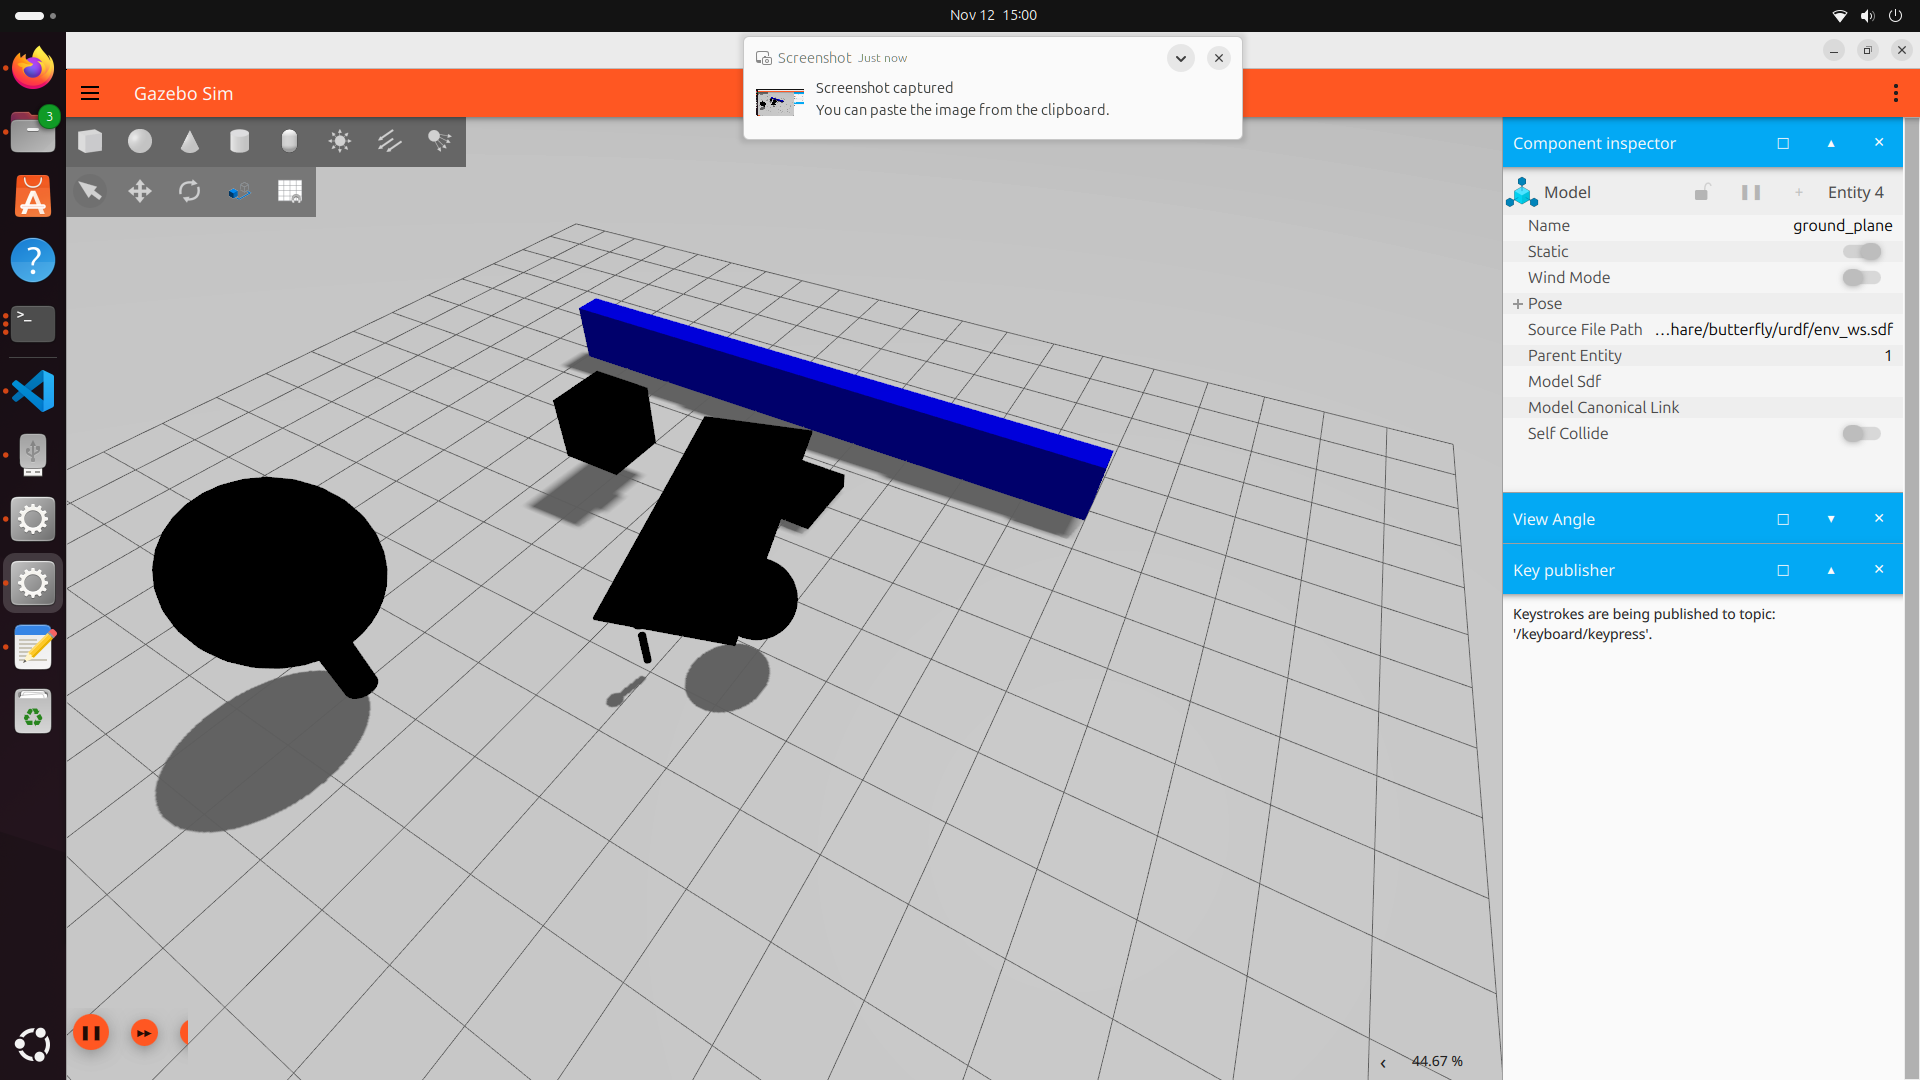 Nov 12 15:00
Screenshot Just now
Screenshot captured
You can paste the image from the clipboard.
Gazebo Sim
3
Component inspector
Model
Entity 4
Name ground_plane
Static
Wind Mode
Pose
Source File Path …hare/butterfly/urdf/env_ws.sdf
Parent Entity 1
Model Sdf
Model Canonical Link
Self Collide
View Angle
Key publisher
Keystrokes are being published to topic:
'/keyboard/keypress'.
44.67 %